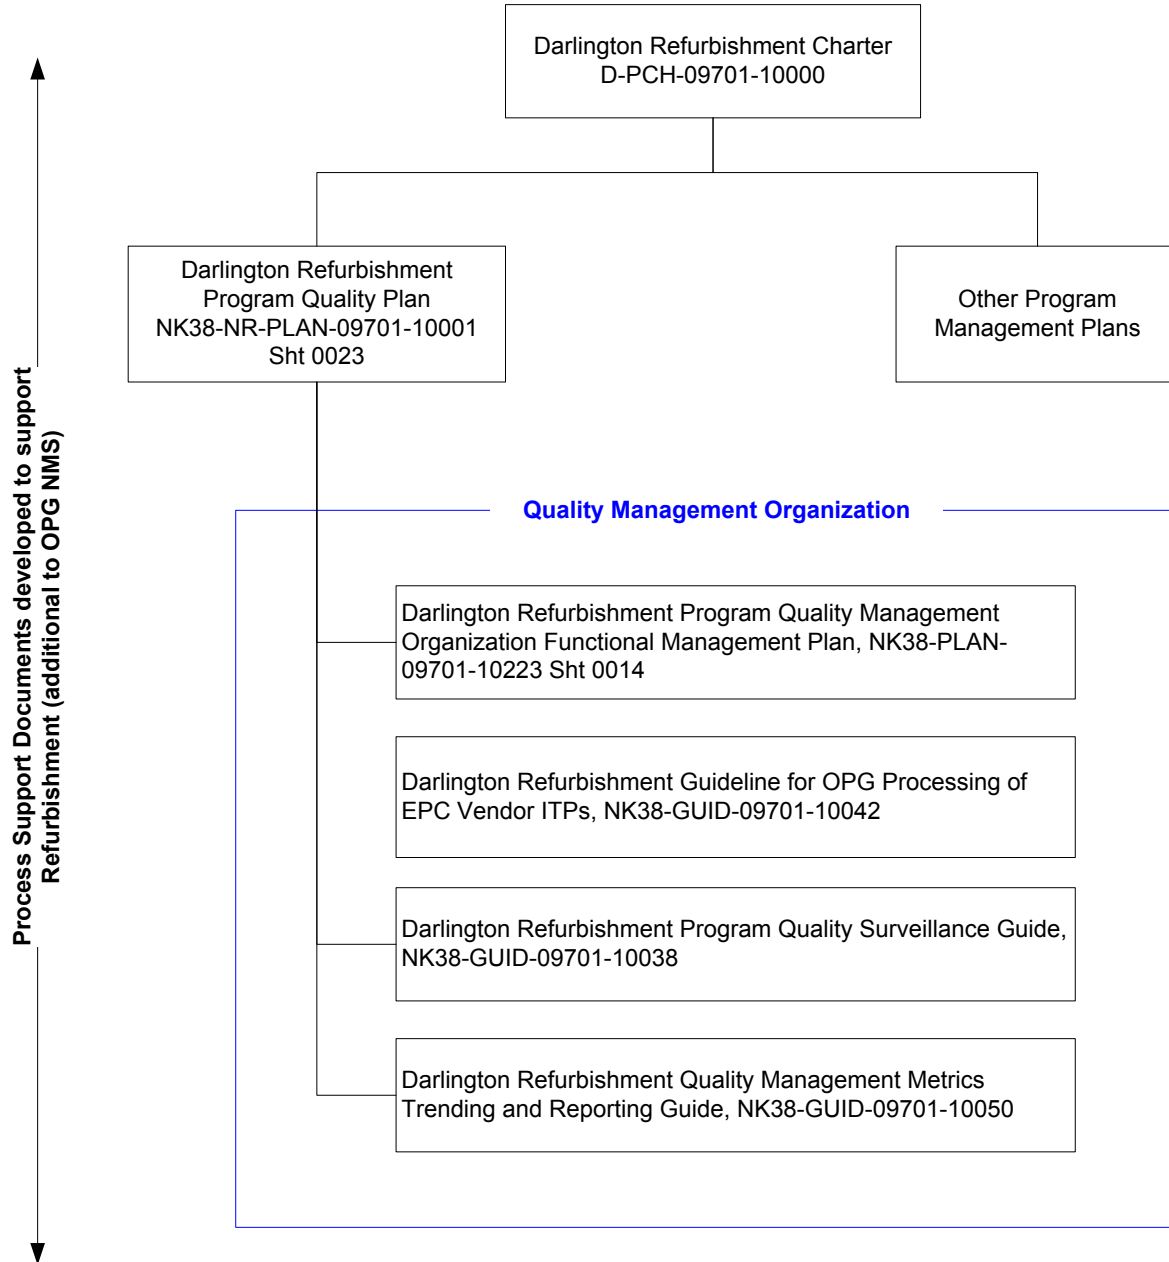 Darlington Refurbishment Charter
D-PCH-09701-10000
Darlington Refurbishment
Program Quality Plan
NK38-NR-PLAN-09701-10001
Sht 0023
Other Program
Management Plans
Process Support Documents developed to support
Refurbishment (additional to OPG NMS)
Quality Management Organization
Darlington Refurbishment Program Quality Management
Organization Functional Management Plan, NK38-PLAN-
09701-10223 Sht 0014
Darlington Refurbishment Guideline for OPG Processing of
EPC Vendor ITPs, NK38-GUID-09701-10042
Darlington Refurbishment Program Quality Surveillance Guide,
NK38-GUID-09701-10038
Darlington Refurbishment Quality Management Metrics
Trending and Reporting Guide, NK38-GUID-09701-10050